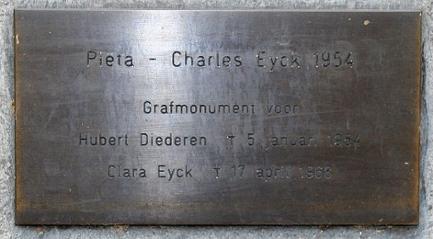 Pieta - Charles Eyck 1954
Grafmonument voor
Hubert Diederen † 5 januari 1954
Clara Eyck † 17 april 1968